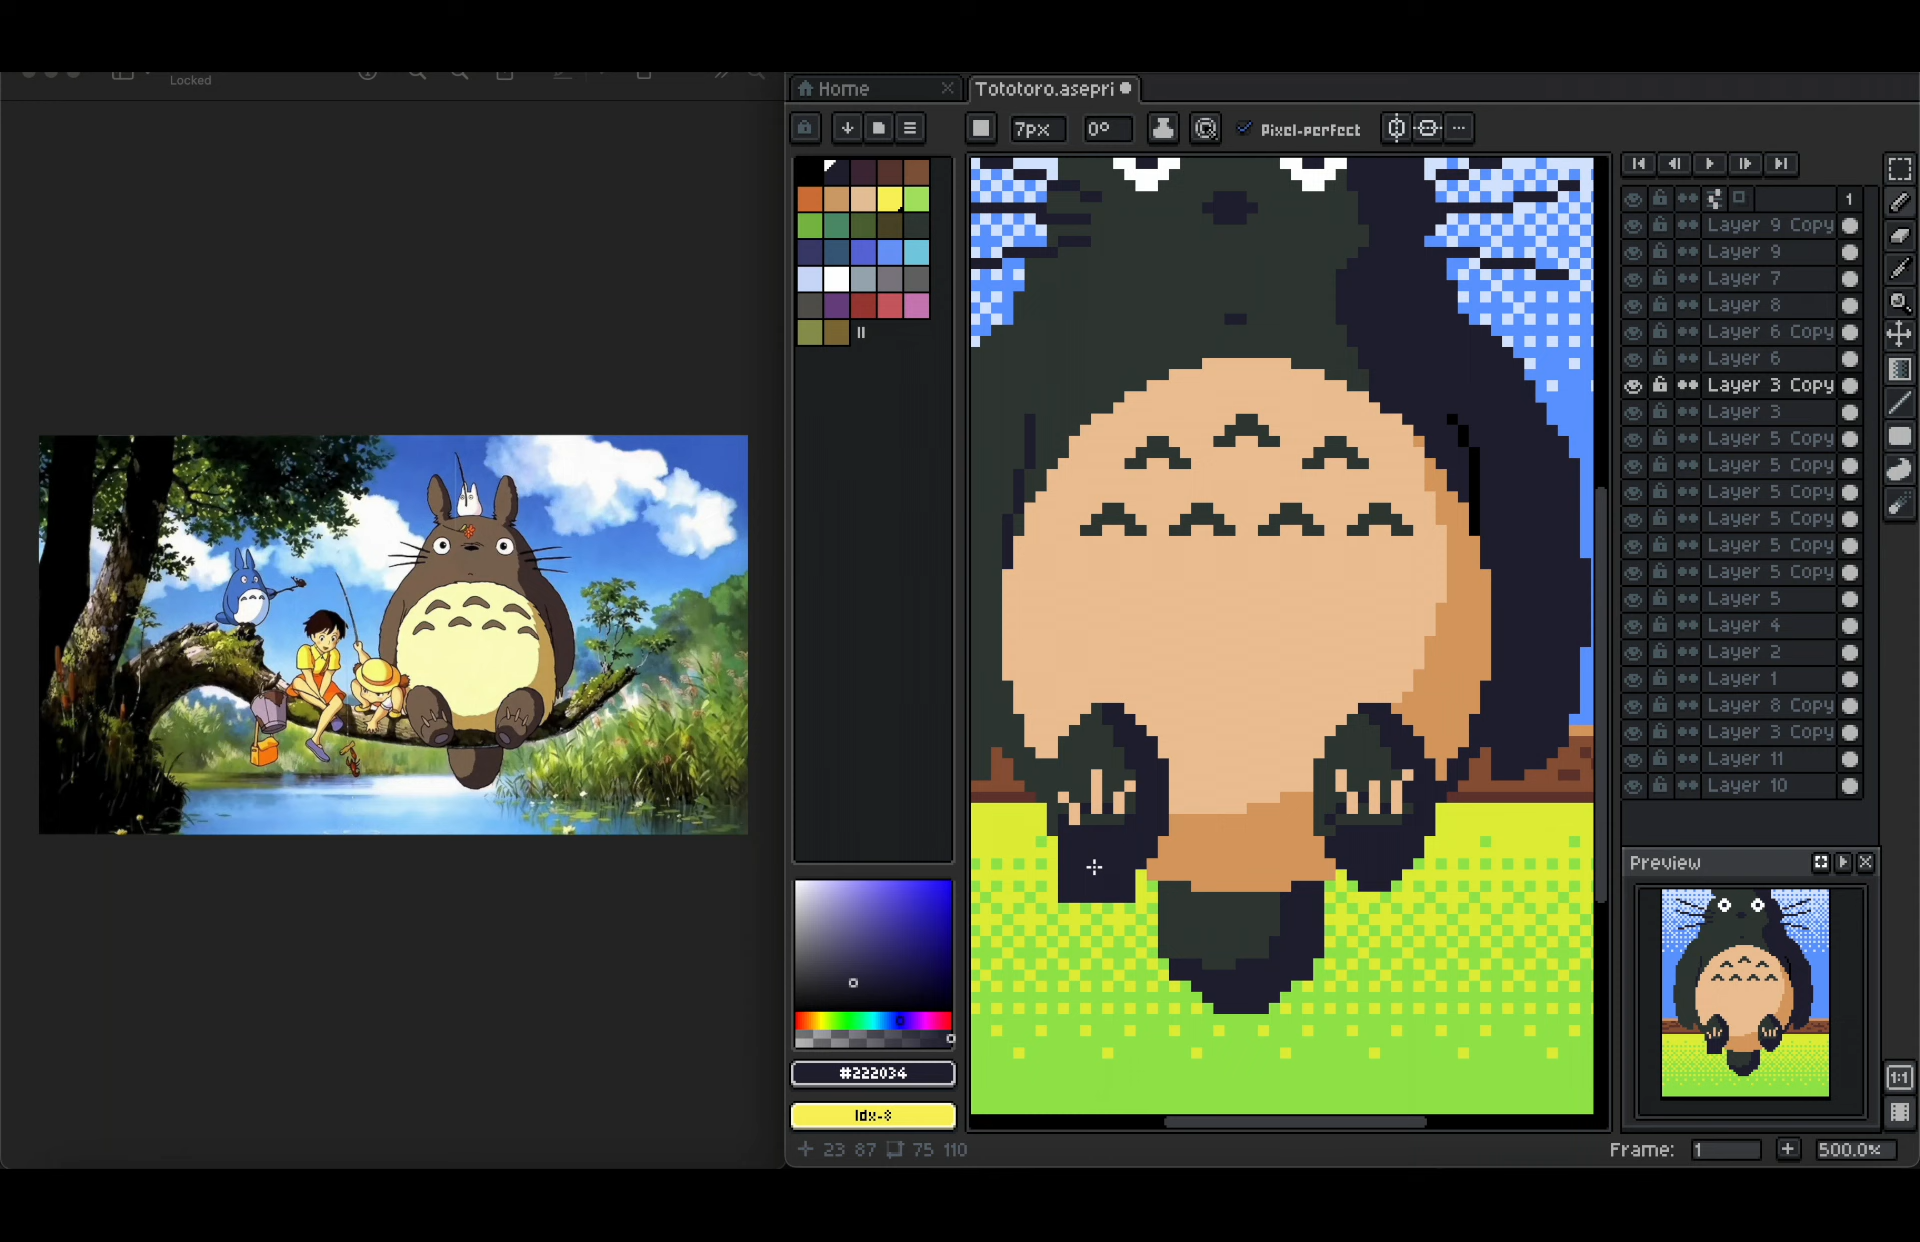 Locked
Home
Tototoro.asepri
7px
0°
Pixel-perfect
1
Layer 9 Copy
Layer 9
Layer 7
Layer 8
Layer 6 Copy
Layer 6
Layer 3 Copy
Layer 3
Layer 5 Copy
Layer 5 Copy
Layer 5 Copy
Layer 5 Copy
Layer 5 Copy
Layer 5 Copy
Layer 5
Layer 4
Layer 2
Layer 1
Layer 8 Copy
Layer 3 Copy
Layer 11
Layer 10
Preview
#222034
Idx-8
23 87 75 110
Frame: 1 + 500.0%
1:1